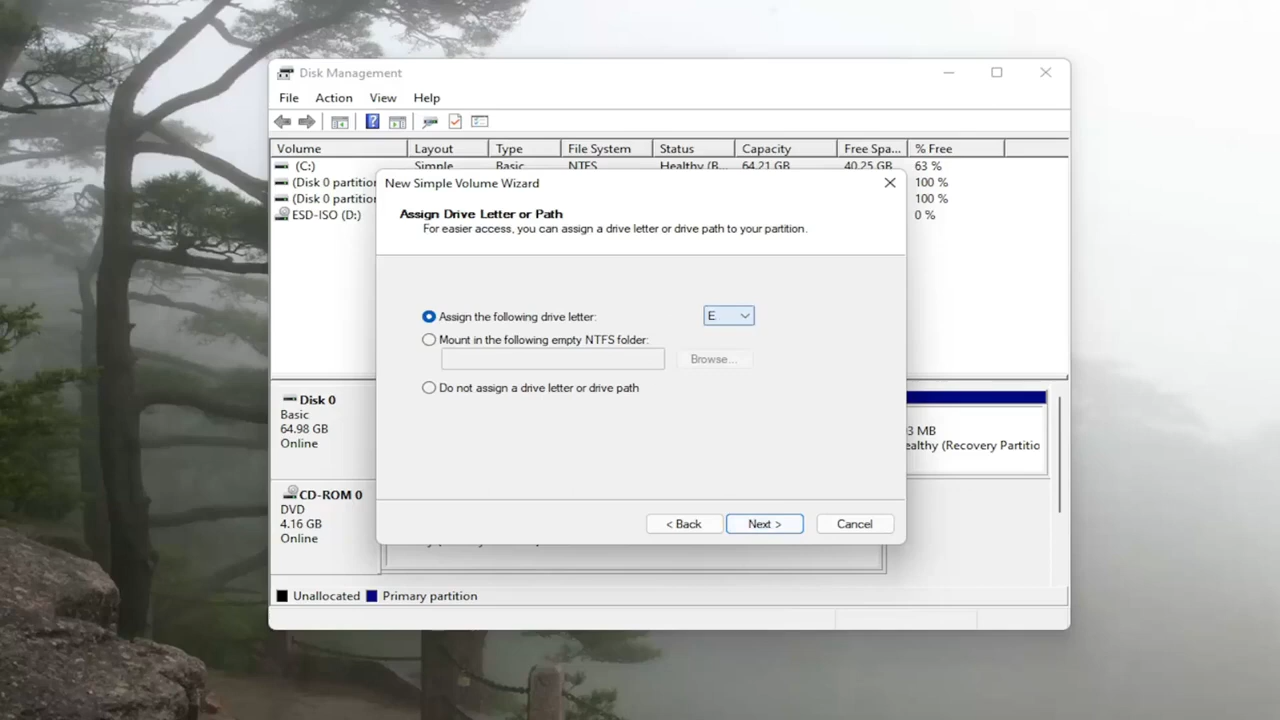 Disk Management
File Action View Help
Volume Layout Type File System Status Capacity Free Spa... % Free
(C:) Simple Basic NTFS Healthy (B... 64.21 GB 40.25 GB 63 %
(Disk 0 partition 100 %
(Disk 0 partition 100 %
ESD-ISO (D:) 0 %
New Simple Volume Wizard
Assign Drive Letter or Path
For easier access, you can assign a drive letter or drive path to your partition.
Assign the following drive letter: E
Mount in the following empty NTFS folder:
Browse...
Do not assign a drive letter or drive path
< Back Next > Cancel
Disk 0
Basic
64.98 GB
Online
3 MB
ealthy (Recovery Partitio
CD-ROM 0
DVD
4.16 GB
Online
Unallocated Primary partition